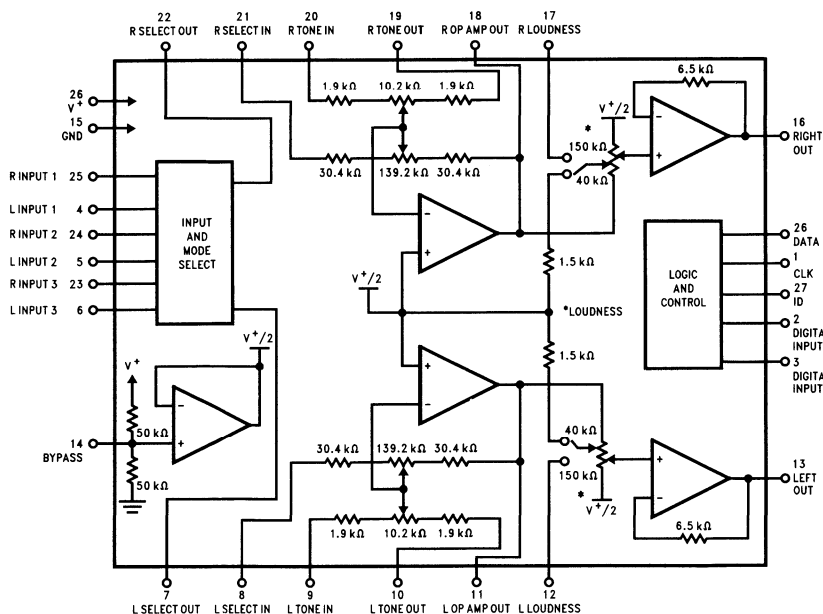 22
R SELECT OUT
21
R SELECT IN
20
R TONE IN
19
R TONE OUT
18
R OP AMP OUT
17
R LOUDNESS
26
V+
15
GND
1.9 kΩ
10.2 kΩ
1.9 kΩ
6.5 kΩ
V+/2
*
150 kΩ
40 kΩ
16
RIGHT
OUT
30.4 kΩ
139.2 kΩ
30.4 kΩ
R INPUT 1 25
L INPUT 1 4
R INPUT 2 24
L INPUT 2 5
R INPUT 3 23
L INPUT 3 6
INPUT
AND
MODE
SELECT
-
+
-
+
1.5 kΩ
V+/2
*LOUDNESS
1.5 kΩ
LOGIC
AND
CONTROL
26
DATA
1
CLK
27
ID
2
DIGITAL
INPUT
3
DIGITAL
INPUT
V+
V+/2
+
-
-
+
50 kΩ
50 kΩ
14
BYPASS
30.4 kΩ
139.2 kΩ
30.4 kΩ
40 kΩ
150 kΩ
*
V+/2
+
-
13
LEFT
OUT
6.5 kΩ
1.9 kΩ
10.2 kΩ
1.9 kΩ
7
L SELECT OUT
8
L SELECT IN
9
L TONE IN
10
L TONE OUT
11
L OP AMP OUT
12
L LOUDNESS